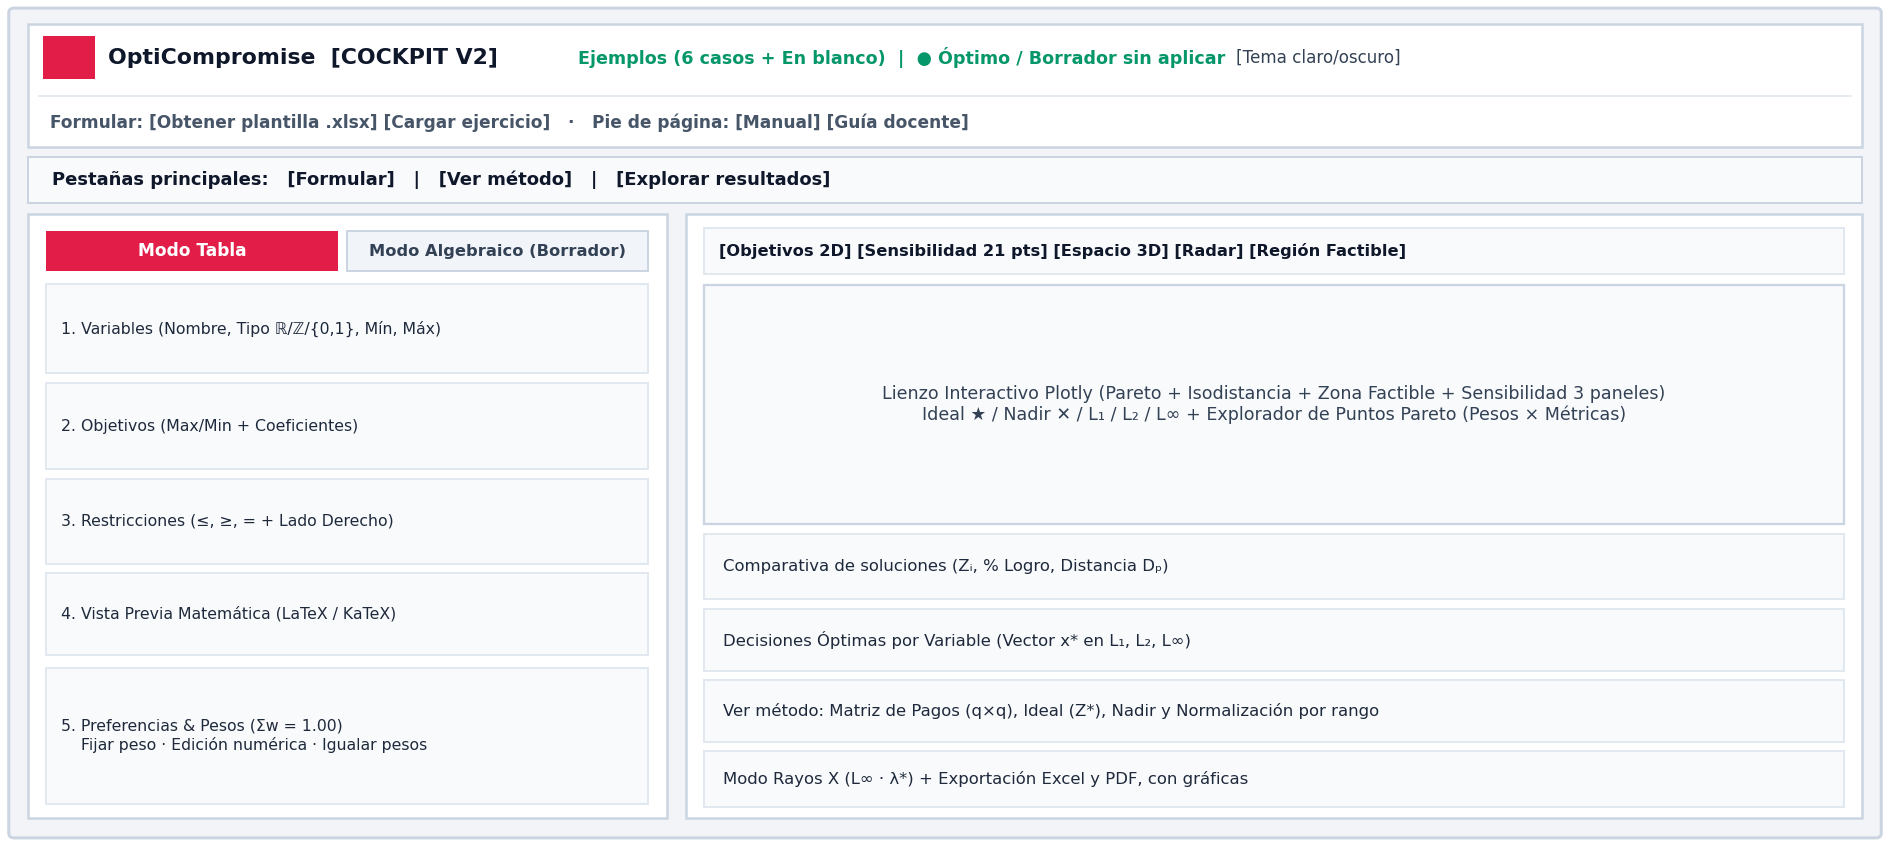 OptiCompromise [COCKPIT V2]
Ejemplos (6 casos + En blanco) | ● Óptimo / Borrador sin aplicar [Tema claro/oscuro]
Formular: [Obtener plantilla .xlsx] [Cargar ejercicio] · Pie de página: [Manual] [Guía docente]
Pestañas principales: [Formular] | [Ver método] | [Explorar resultados]
Modo Tabla
Modo Algebraico (Borrador)
1. Variables (Nombre, Tipo ℝ/ℤ/{0,1}, Mín, Máx)
2. Objetivos (Max/Min + Coeficientes)
3. Restricciones (≤, ≥, = + Lado Derecho)
4. Vista Previa Matemática (LaTeX / KaTeX)
5. Preferencias & Pesos (Σw = 1.00)
Fijar peso · Edición numérica · Igualar pesos
[Objetivos 2D] [Sensibilidad 21 pts] [Espacio 3D] [Radar] [Región Factible]
Lienzo Interactivo Plotly (Pareto + Isodistancia + Zona Factible + Sensibilidad 3 paneles)
Ideal ★ / Nadir ✕ / L₁ / L₂ / L∞ + Explorador de Puntos Pareto (Pesos × Métricas)
Comparativa de soluciones (Zᵢ, % Logro, Distancia Dₚ)
Decisiones Óptimas por Variable (Vector x* en L₁, L₂, L∞)
Ver método: Matriz de Pagos (q×q), Ideal (Z*), Nadir y Normalización por rango
Modo Rayos X (L∞ · λ*) + Exportación Excel y PDF, con gráficas